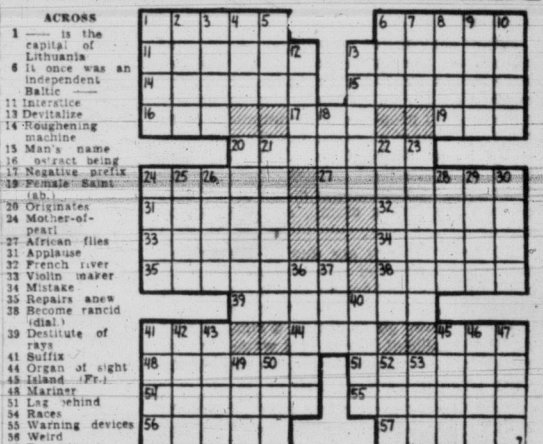 ACROSS
1 —— is the
capital of
Lithuania
6 It once was an
independent
Baltic ——
11 Interstice
13 Devitalize
14 Roughening
machine
15 Man's name
16 being
17 Negative prefix
19 Female Saint
(ab.)
20 Originates
24 Mother-of-
pearl
27 African flies
31 Applause
32 French river
33 Violin maker
34 Mistake
35 Repairs anew
38 Become rancid
(dial.)
39 Destitute of
rays
41 Suffix
44 Organ of sight
45 Island (Fr.)
48 Mariner
51 Lag behind
54 Races
55 Warning devices
56 Weird
1 2 3 4 5 6 7 8 9 10
11 12 13
14 15
16 17 18 19
20 21 22 23
24 25 26 27 28 29 30
31 32
33 34
35 36 37 38
39 40
41 42 43 44 45 46 47
48 49 50 51 52 53
54 55
56 57